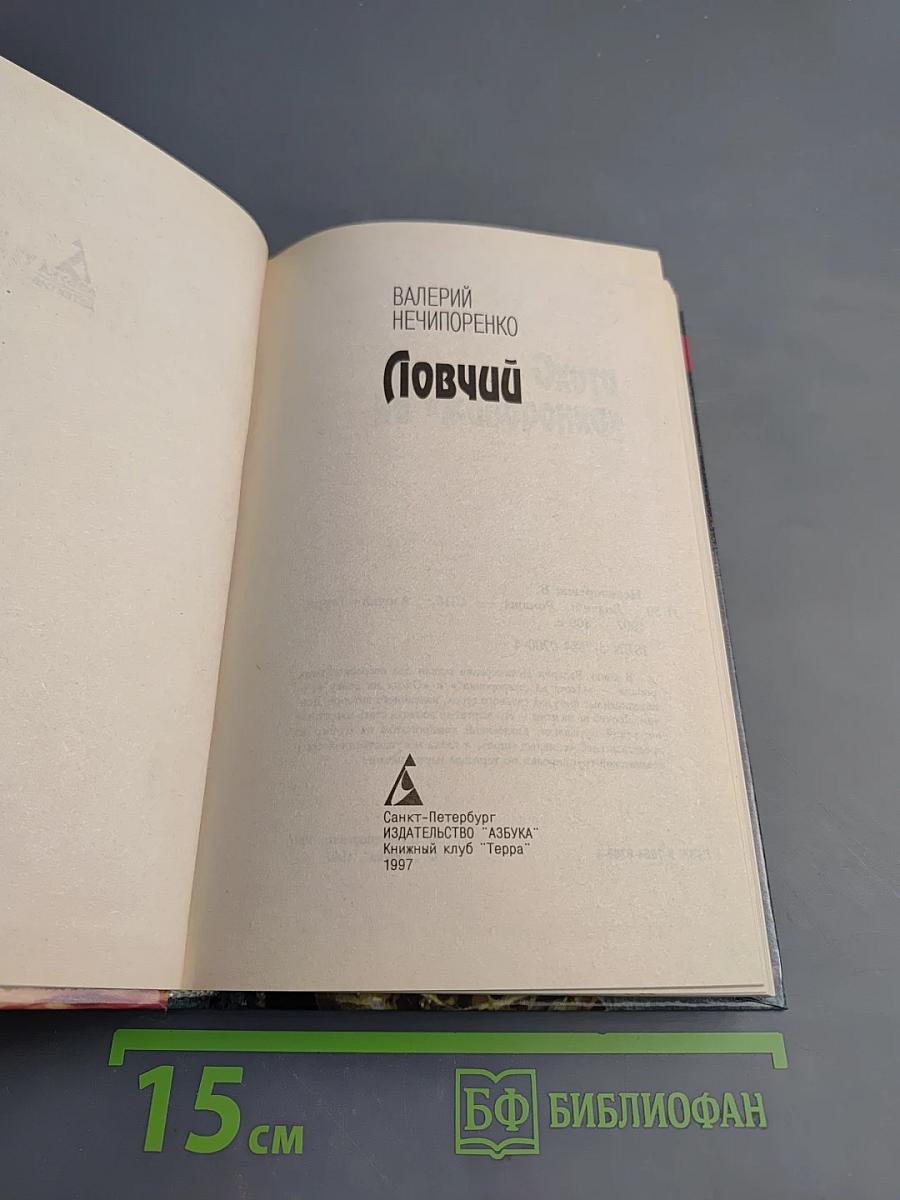 ВАЛЕРИЙ
НЕЧИПОРЕНКО
Ловчий
Санкт-Петербург
ИЗДАТЕЛЬСТВО "АЗБУКА"
Книжный клуб "Терра"
1997
15 см
БФ БИБЛИОФАН